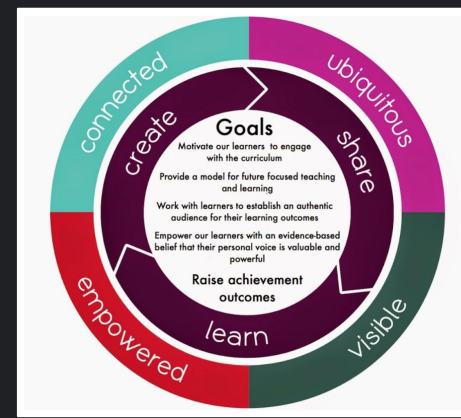 connected
ubiquitous
create
share
Goals
Motivate our learners to engage
with the curriculum
Provide a model for future focused teaching
and learning
Work with learners to establish an authentic
audience for their learning outcomes
Empower our learners with an evidence-based
belief that their personal voice is valuable and
powerful
Raise achievement
outcomes
learn
empowered
visible